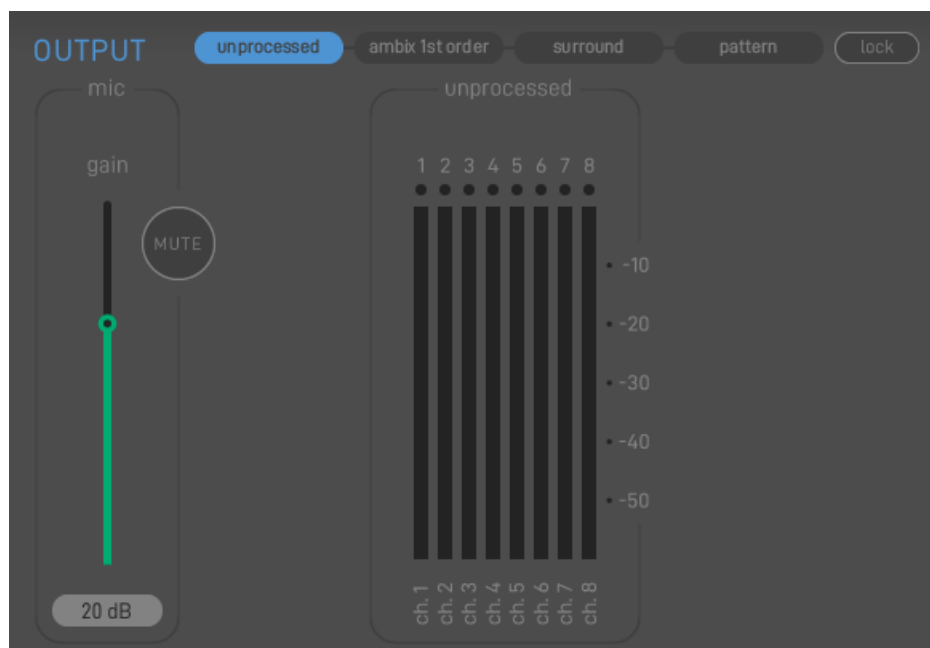 OUTPUT unprocessed ambix 1st order surround pattern lock
mic unprocessed
gain
1 2 3 4 5 6 7 8
MUTE
-10
-20
-30
-40
-50
ch. 1 ch. 2 ch. 3 ch. 4 ch. 5 ch. 6 ch. 7 ch. 8
20 dB